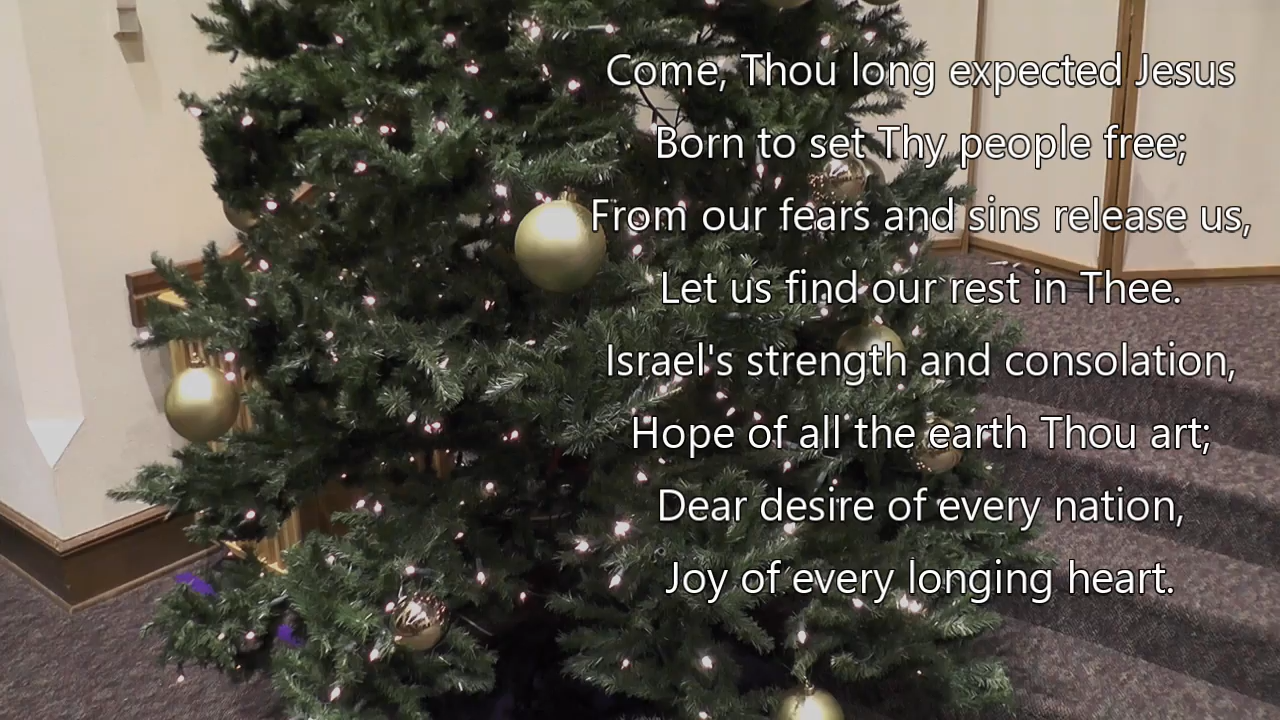 Come, Thou long expected Jesus
Born to set Thy people free;
From our fears and sins release us,
Let us find our rest in Thee.
Israel's strength and consolation,
Hope of all the earth Thou art;
Dear desire of every nation,
Joy of every longing heart.